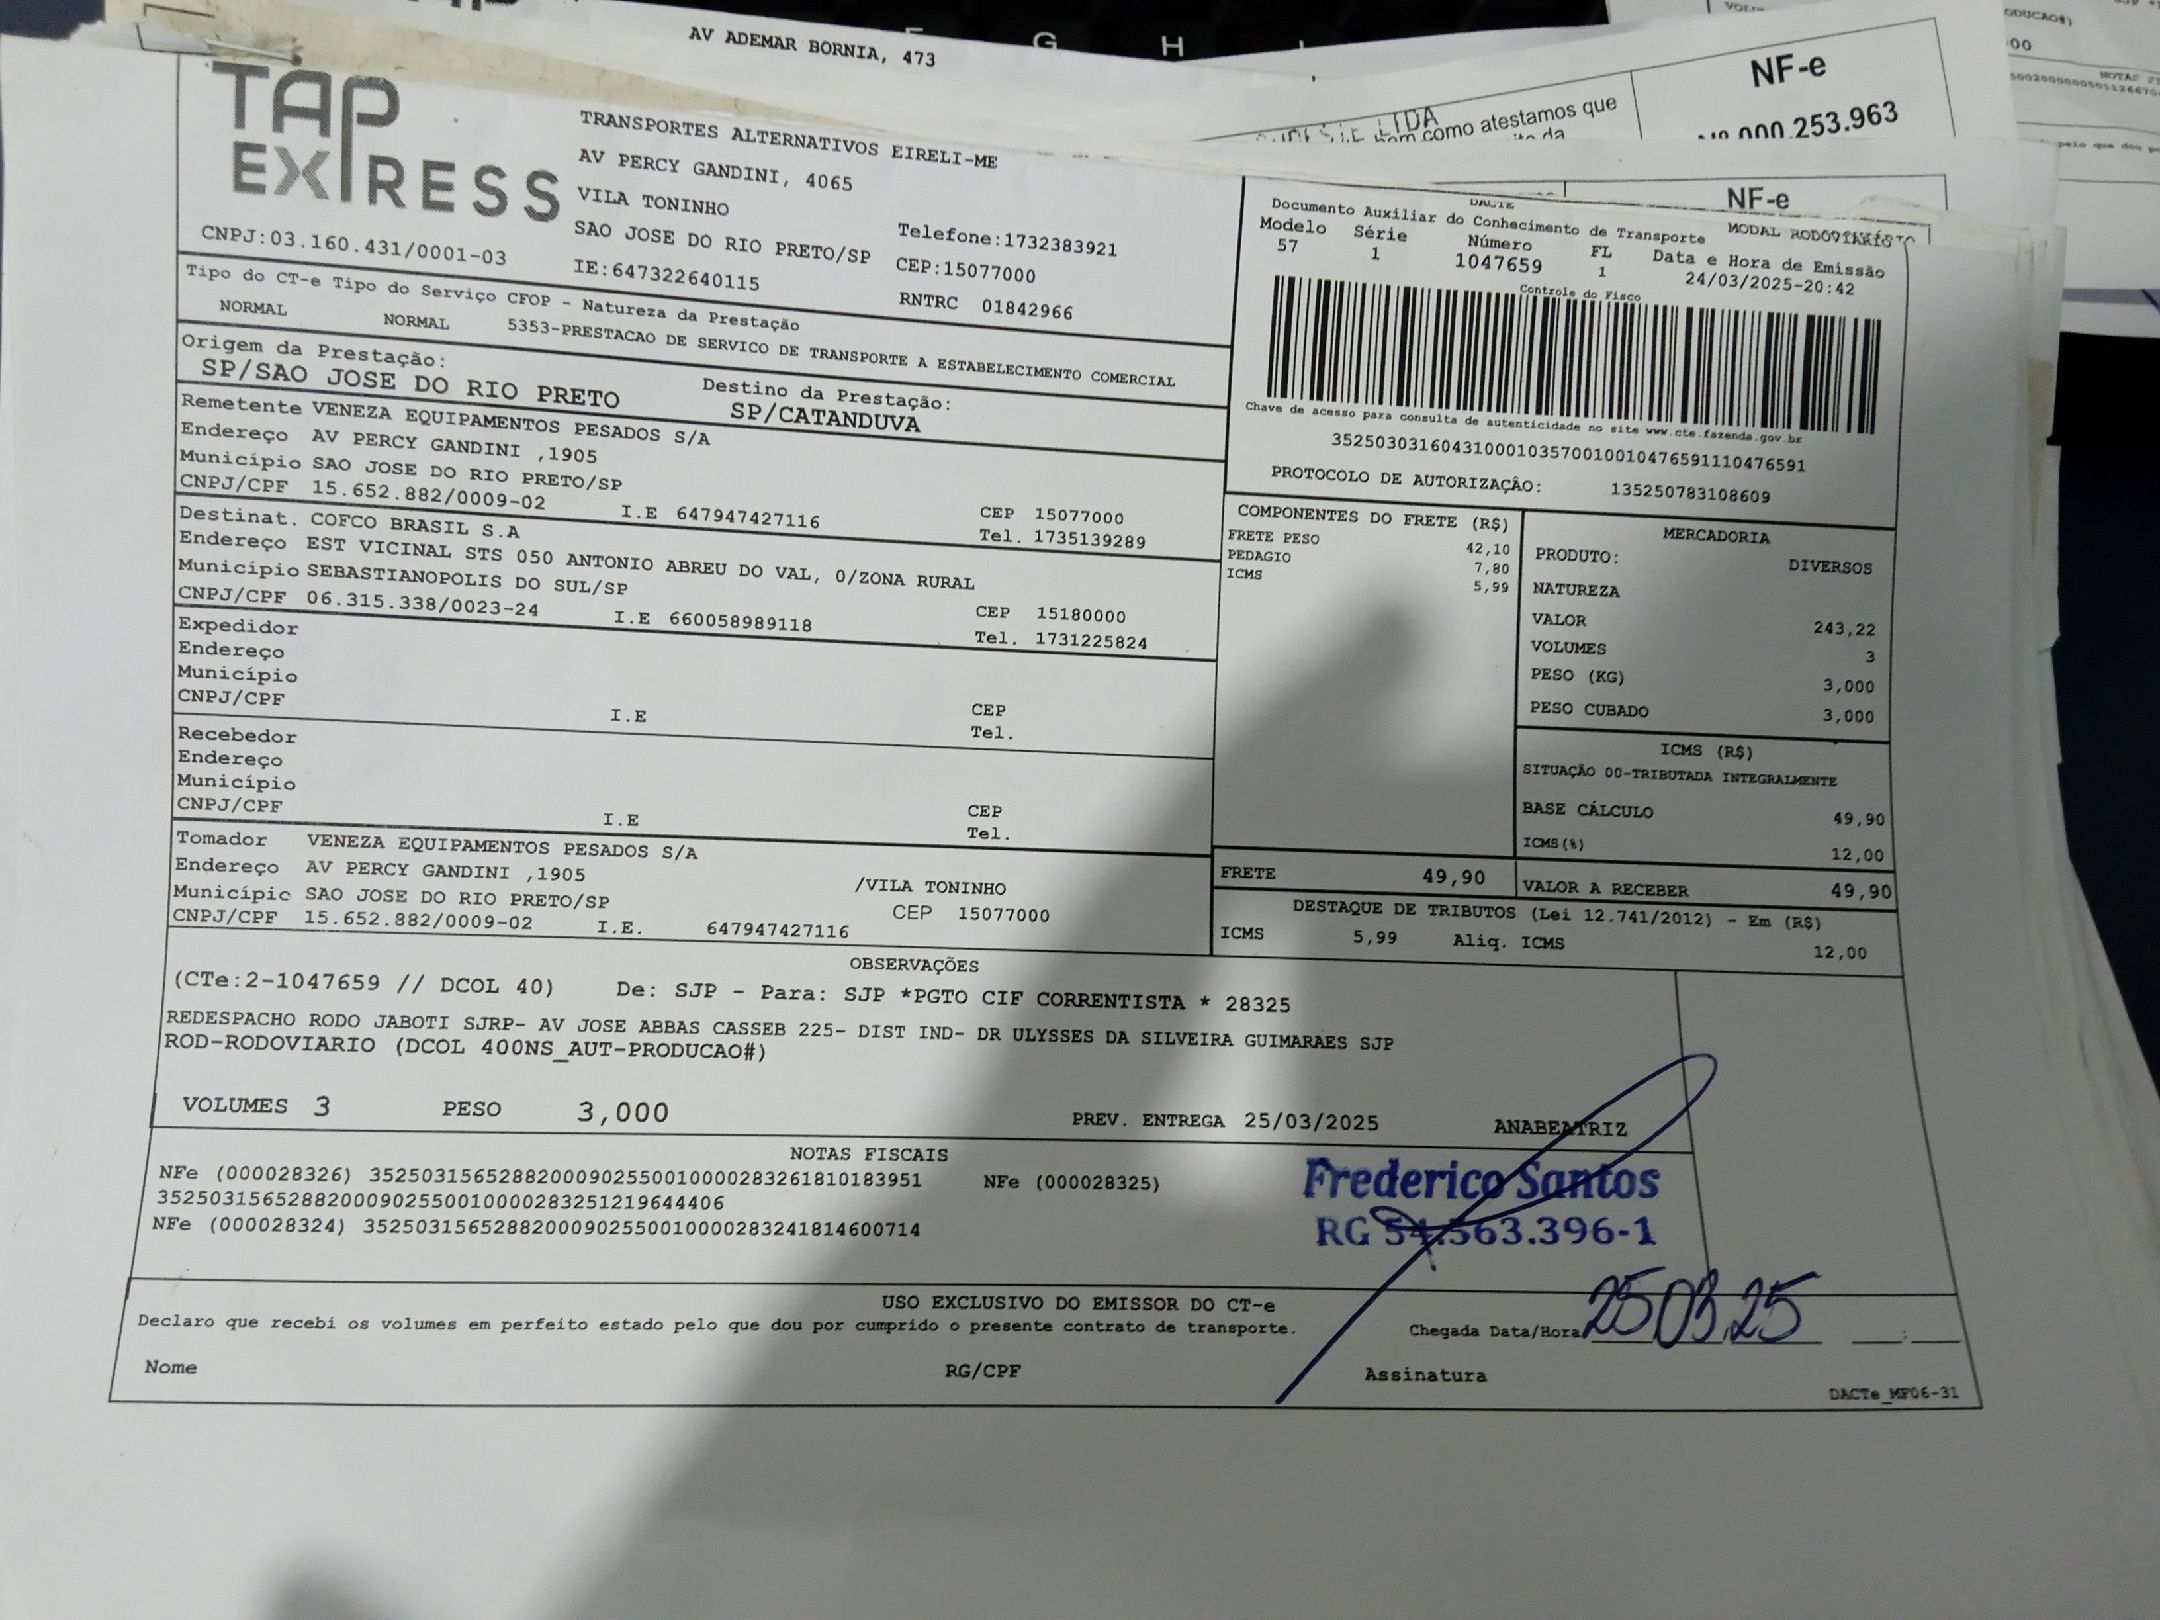 AV ADEMAR BORNIA, 473
G H
NF-e
000.253.963
como atestamos que
NF-e
TAP
EXPRESS
TRANSPORTES ALTERNATIVOS EIRELI-ME
AV PERCY GANDINI, 4065
VILA TONINHO
SAO JOSE DO RIO PRETO/SP Telefone:1732383921
CNPJ:03.160.431/0001-03 IE:647322640115 CEP:15077000
RNTRC 01842966
DACTE
Documento Auxiliar do Conhecimento de Transporte MODAL RODOVIÁRIO
Modelo Série Número FL Data e Hora de Emissão
57 1 1047659 1 24/03/2025-20:42
Controle do Fisco
Chave de acesso para consulta de autenticidade no site www.cte.fazenda.gov.br
35250303160431000103570010010476591110476591
PROTOCOLO DE AUTORIZAÇÂO: 135250783108609
Tipo do CT-e Tipo do Serviço CFOP - Natureza da Prestação
NORMAL NORMAL 5353-PRESTACAO DE SERVICO DE TRANSPORTE A ESTABELECIMENTO COMERCIAL
Origem da Prestação: Destino da Prestação:
SP/SAO JOSE DO RIO PRETO SP/CATANDUVA
Remetente VENEZA EQUIPAMENTOS PESADOS S/A
Endereço AV PERCY GANDINI ,1905
Município SAO JOSE DO RIO PRETO/SP CEP 15077000
CNPJ/CPF 15.652.882/0009-02 I.E 647947427116 Tel. 1735139289
Destinat. COFCO BRASIL S.A
Endereço EST VICINAL STS 050 ANTONIO ABREU DO VAL, 0/ZONA RURAL
Município SEBASTIANOPOLIS DO SUL/SP CEP 15180000
CNPJ/CPF 06.315.338/0023-24 I.E 660058989118 Tel. 1731225824
Expedidor
Endereço
Município CEP
CNPJ/CPF I.E Tel.
Recebedor
Endereço
Município CEP
CNPJ/CPF I.E Tel.
Tomador VENEZA EQUIPAMENTOS PESADOS S/A
Endereço AV PERCY GANDINI ,1905 /VILA TONINHO
Município SAO JOSE DO RIO PRETO/SP CEP 15077000
CNPJ/CPF 15.652.882/0009-02 I.E. 647947427116
COMPONENTES DO FRETE (R$)
FRETE PESO 42,10
PEDAGIO 7,80
ICMS 5,99
MERCADORIA
PRODUTO: DIVERSOS
NATUREZA
VALOR 243,22
VOLUMES 3
PESO (KG) 3,000
PESO CUBADO 3,000
ICMS (R$)
SITUAÇÃO 00-TRIBUTADA INTEGRALMENTE
BASE CÁLCULO 49,90
ICMS(%) 12,00
FRETE 49,90 VALOR A RECEBER 49,90
DESTAQUE DE TRIBUTOS (Lei 12.741/2012) - Em (R$)
ICMS 5,99 Aliq. ICMS 12,00
OBSERVAÇÕES
(CTe:2-1047659 // DCOL 40) De: SJP - Para: SJP *PGTO CIF CORRENTISTA * 28325
REDESPACHO RODO JABOTI SJRP- AV JOSE ABBAS CASSEB 225- DIST IND- DR ULYSSES DA SILVEIRA GUIMARAES SJP
ROD-RODOVIARIO (DCOL 400NS_AUT-PRODUCAO#)
VOLUMES 3 PESO 3,000 PREV. ENTREGA 25/03/2025 ANABEATRIZ
NOTAS FISCAIS
NFe (000028326) 35250315652882000902550010000283261810183951 NFe (000028325)
35250315652882000902550010000283251219644406
NFe (000028324) 35250315652882000902550010000283241814600714
Frederico Santos
RG 54.563.396-1
USO EXCLUSIVO DO EMISSOR DO CT-e
Declaro que recebi os volumes em perfeito estado pelo que dou por cumprido o presente contrato de transporte. Chegada Data/Hora 25.03.25
Nome RG/CPF Assinatura
DACTe_MF06-31